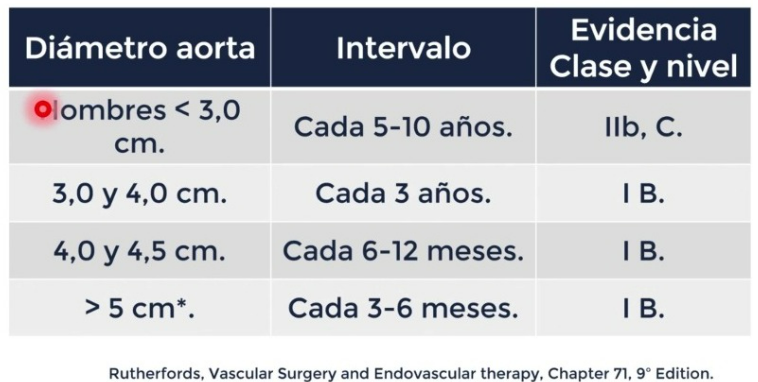 Diámetro aorta Intervalo Evidencia
Clase y nivel
Hombres < 3,0
cm. Cada 5-10 años. IIb, C.
3,0 y 4,0 cm. Cada 3 años. I B.
4,0 y 4,5 cm. Cada 6-12 meses. I B.
> 5 cm*. Cada 3-6 meses. I B.
Rutherfords, Vascular Surgery and Endovascular therapy, Chapter 71, 9° Edition.